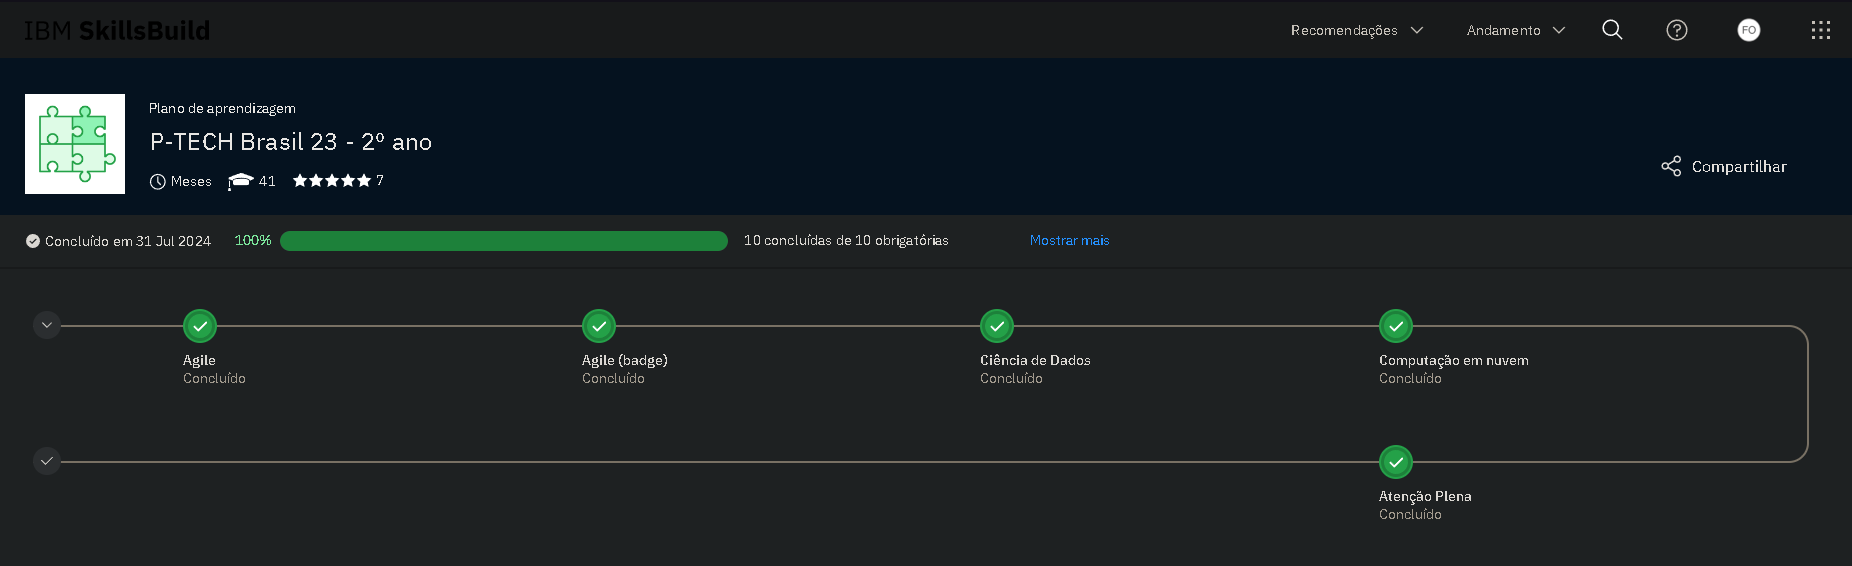 IBM SkillsBuild
Recomendações
Andamento
FO
Plano de aprendizagem
P-TECH Brasil 23 - 2º ano
Meses 41 7
Compartilhar
Concluído em 31 Jul 2024 100% 10 concluídas de 10 obrigatórias Mostrar mais
Agile
Concluído
Agile (badge)
Concluído
Ciência de Dados
Concluído
Computação em nuvem
Concluído
Atenção Plena
Concluído